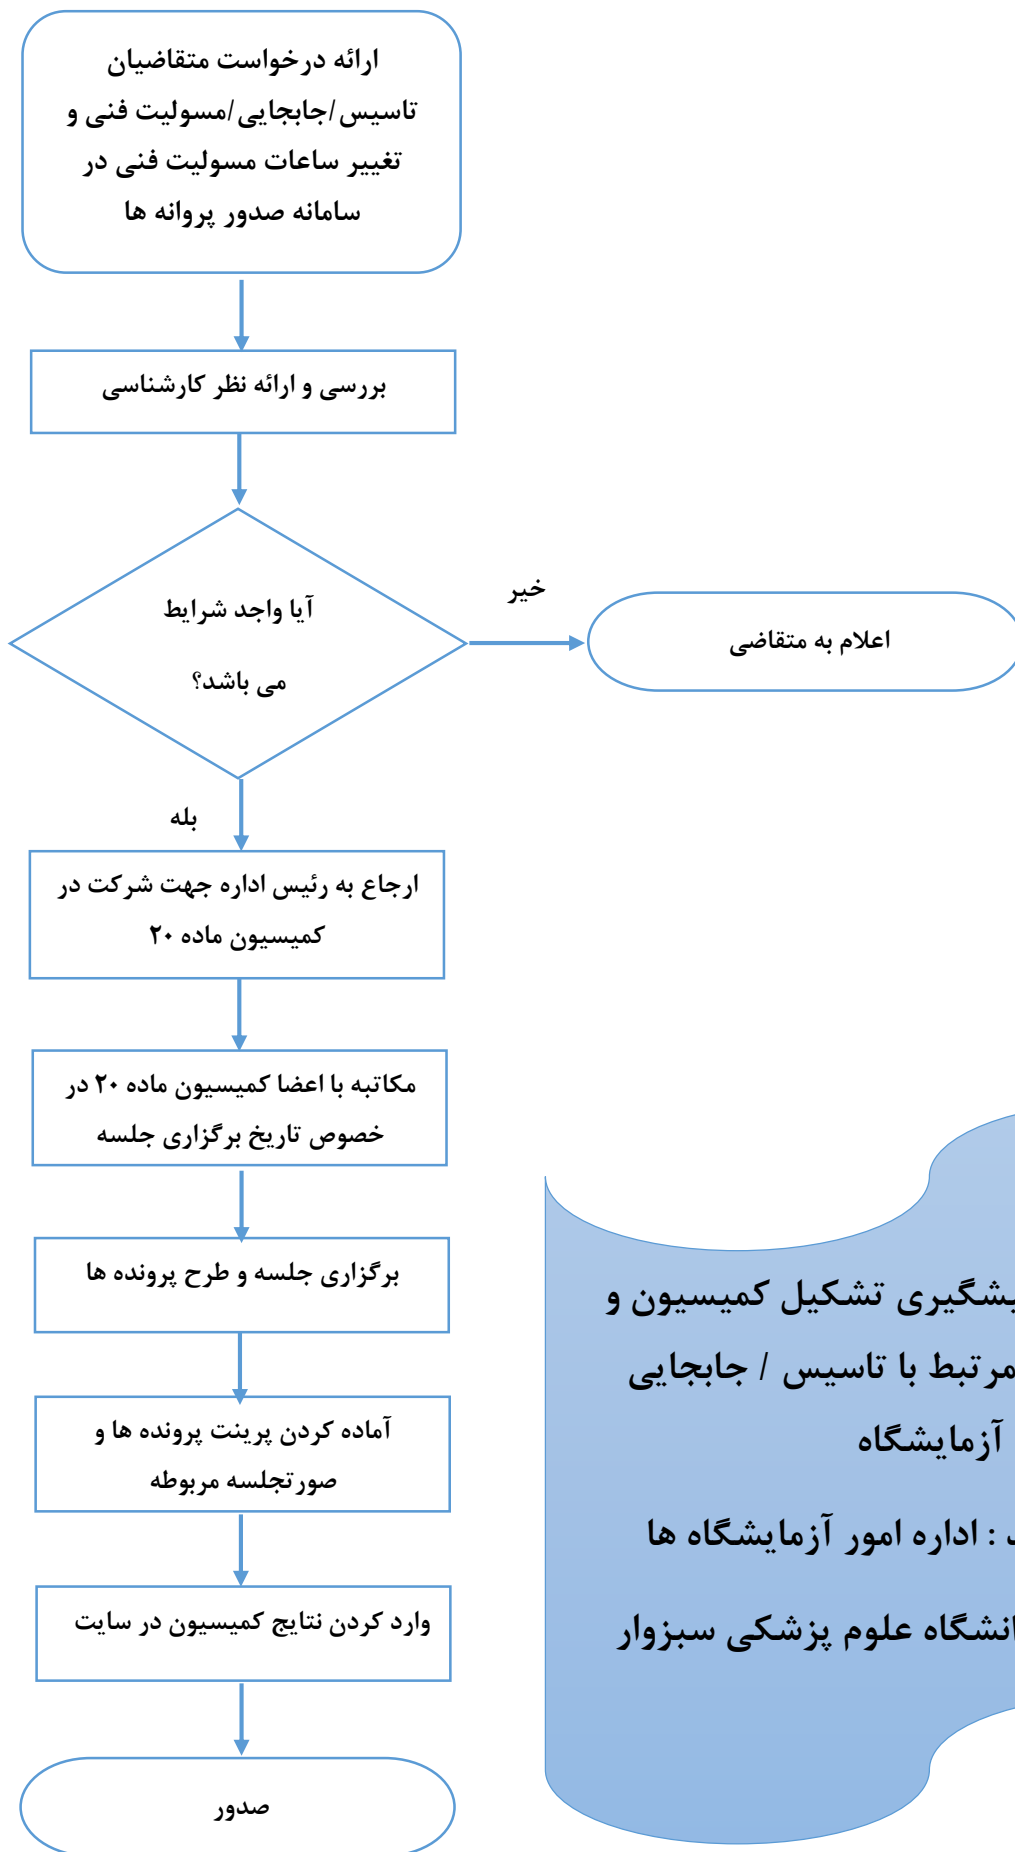 ارائه درخواست متقاضیان
تاسیس/جابجایی/مسولیت فنی و
تغییر ساعات مسولیت فنی در
سامانه صدور پروانه ها
بررسی و ارائه نظر کارشناسی
آیا واجد شرایط
می باشد؟
خیر
اعلام به متقاضی
بله
ارجاع به رئیس اداره جهت شرکت در
کمیسیون ماده ۲۰
مکاتبه با اعضا کمیسیون ماده ۲۰ در
خصوص تاریخ برگزاری جلسه
برگزاری جلسه و طرح پرونده ها
آماده کردن پرینت پرونده ها و
صورتجلسه مربوطه
وارد کردن نتایج کمیسیون در سایت
صدور
تشکیل کمیسیون و
مرتبط با تاسیس / جابجایی
آزمایشگاه
: اداره امور آزمایشگاه ها
علوم پزشکی سبزوار